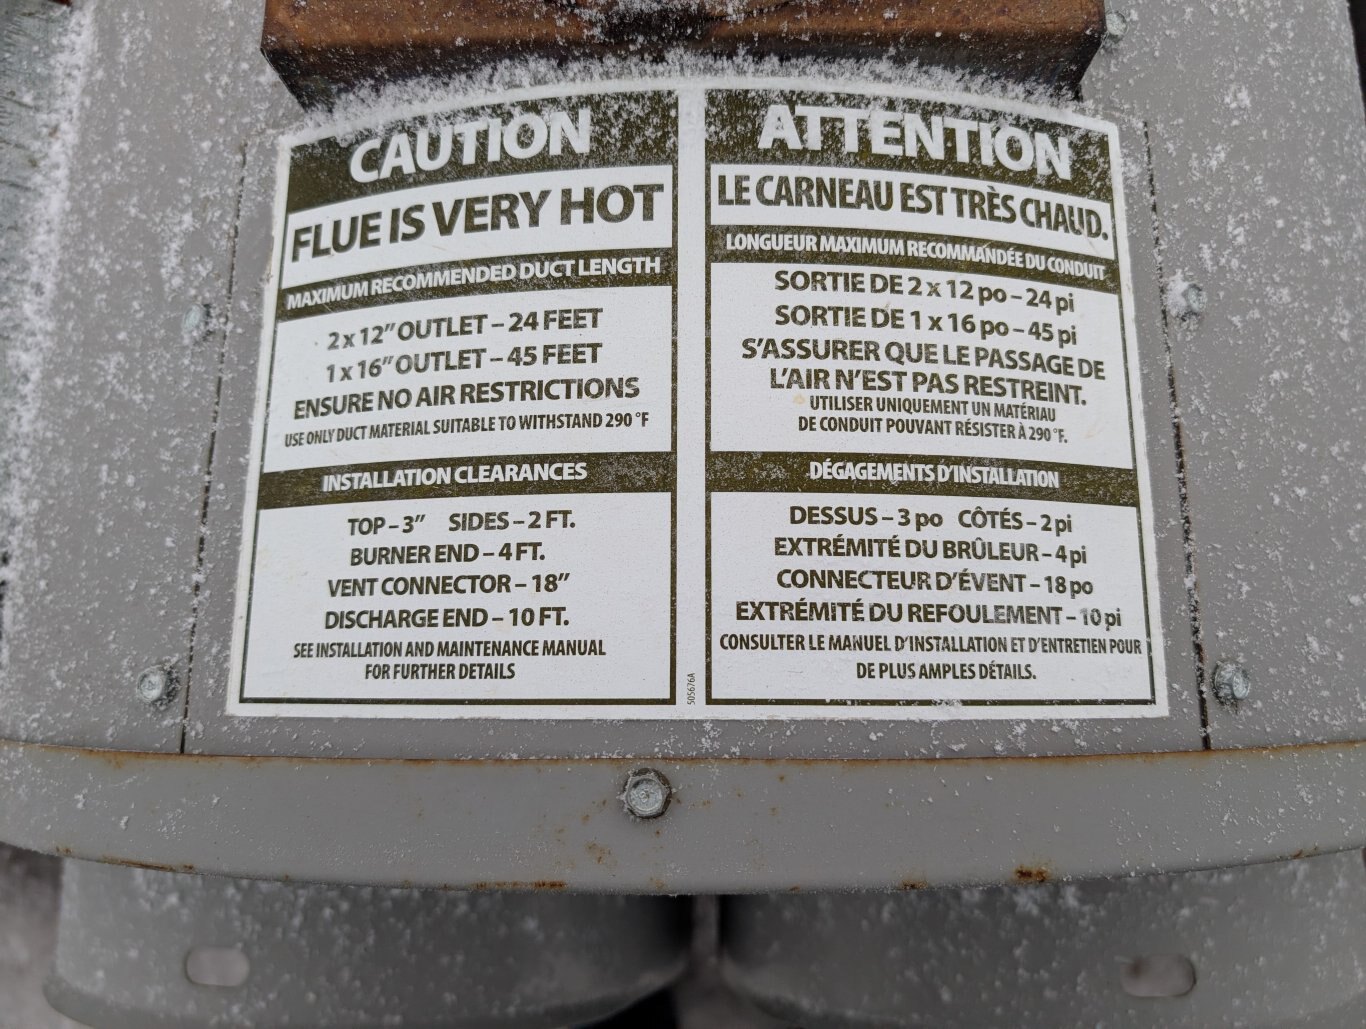 CAUTION
FLUE IS VERY HOT
MAXIMUM RECOMMENDED DUCT LENGTH
2 x 12" OUTLET – 24 FEET
1 x 16" OUTLET – 45 FEET
ENSURE NO AIR RESTRICTIONS
USE ONLY DUCT MATERIAL SUITABLE TO WITHSTAND 290 °F
INSTALLATION CLEARANCES
TOP – 3" SIDES – 2 FT.
BURNER END – 4 FT.
VENT CONNECTOR – 18"
DISCHARGE END – 10 FT.
SEE INSTALLATION AND MAINTENANCE MANUAL
FOR FURTHER DETAILS
505676A
ATTENTION
LE CARNEAU EST TRÈS CHAUD.
LONGUEUR MAXIMUM RECOMMANDÉE DU CONDUIT
SORTIE DE 2 x 12 po – 24 pi
SORTIE DE 1 x 16 po – 45 pi
S'ASSURER QUE LE PASSAGE DE
L'AIR N'EST PAS RESTREINT.
UTILISER UNIQUEMENT UN MATÉRIAU
DE CONDUIT POUVANT RÉSISTER À 290 °F.
DÉGAGEMENTS D'INSTALLATION
DESSUS – 3 po CÔTÉS – 2 pi
EXTRÉMITÉ DU BRÛLEUR – 4 pi
CONNECTEUR D'ÉVENT – 18 po
EXTRÉMITÉ DU REFOULEMENT – 10 pi
CONSULTER LE MANUEL D'INSTALLATION ET D'ENTRETIEN POUR
DE PLUS AMPLES DÉTAILS.